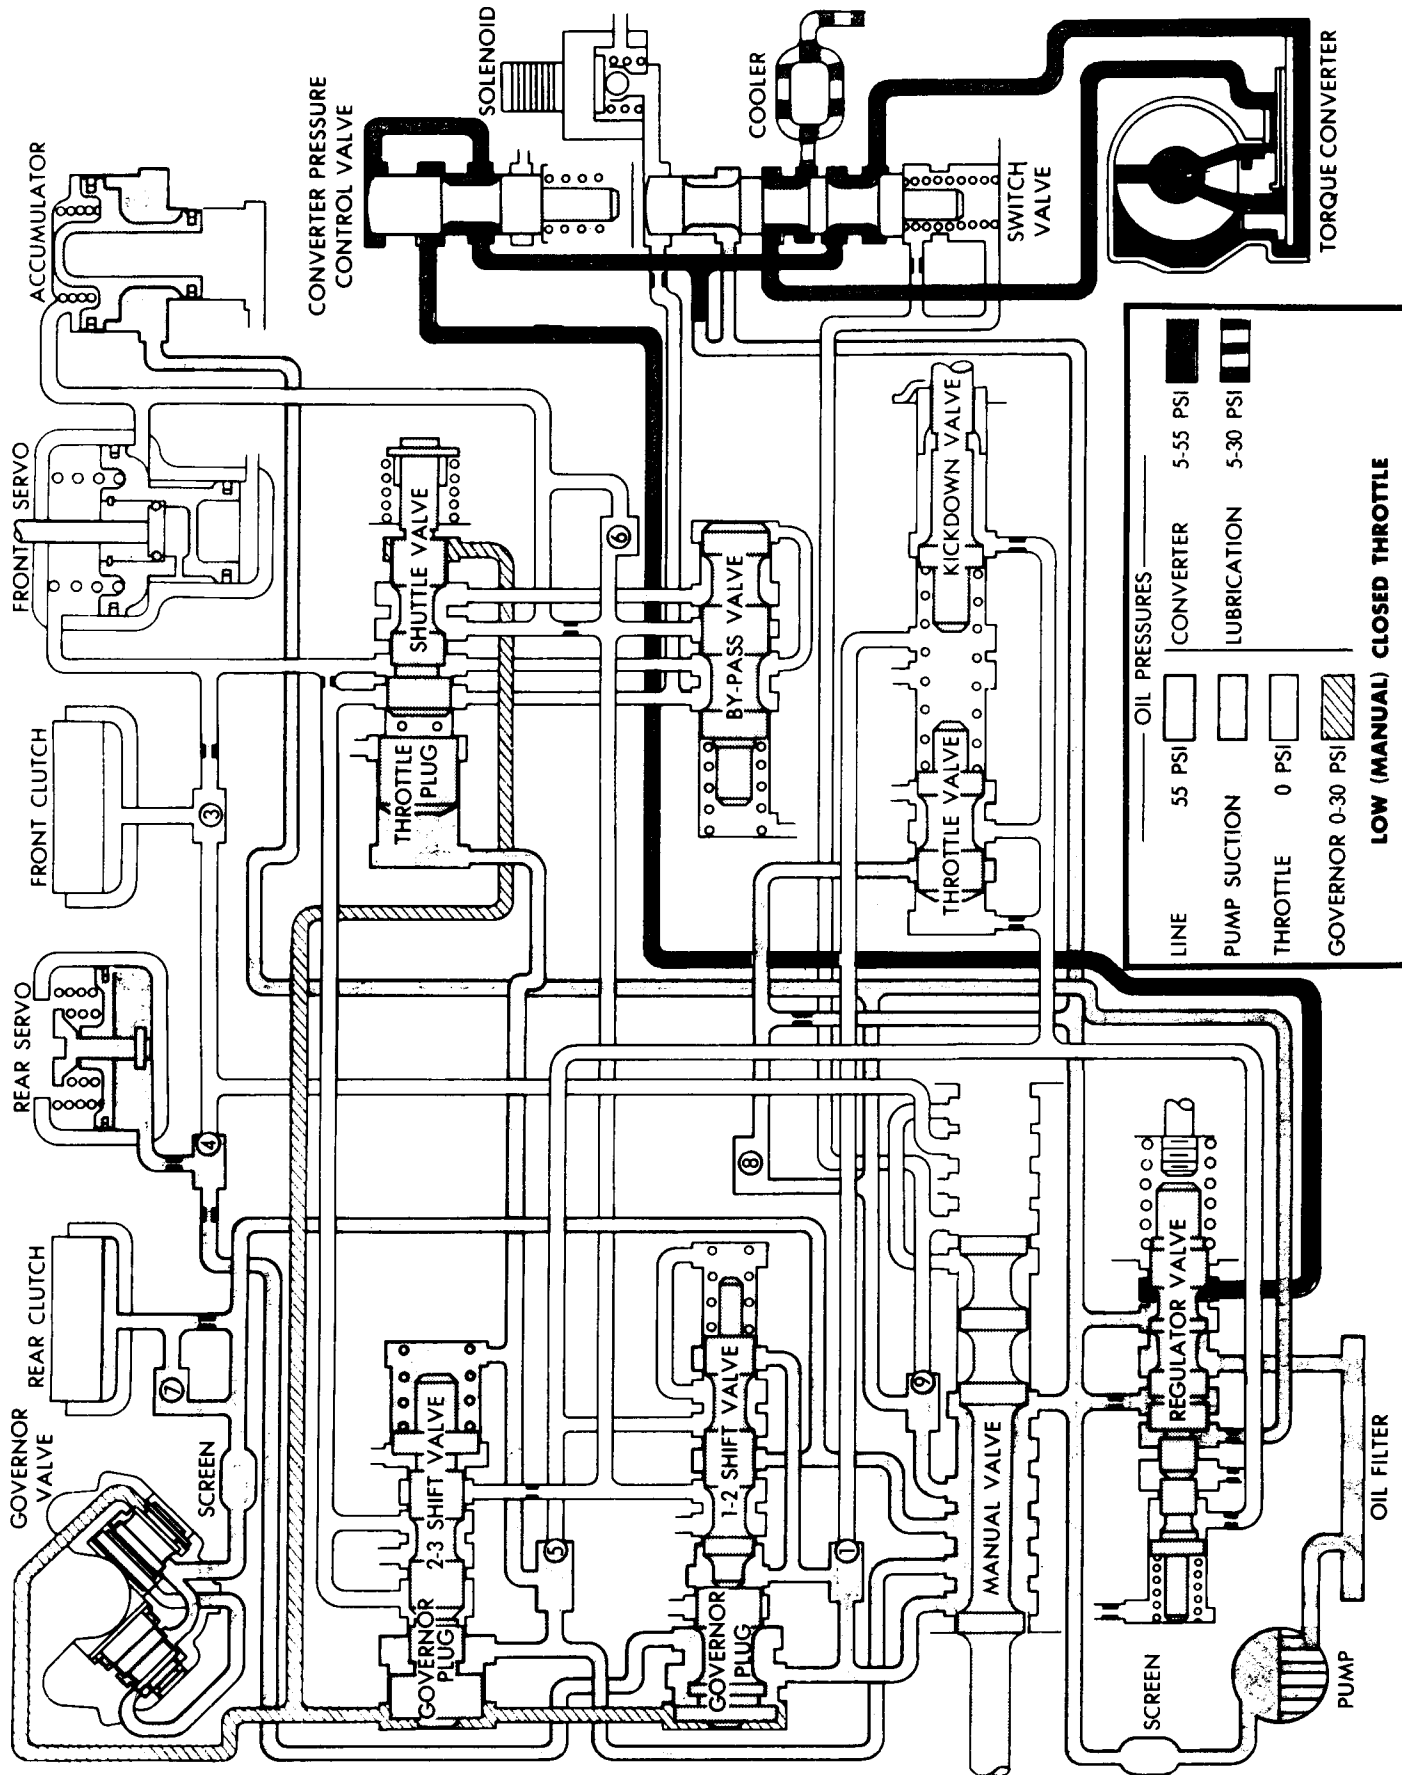 GOVERNOR
VALVE
REAR CLUTCH
REAR SERVO
FRONT CLUTCH
FRONT SERVO
ACCUMULATOR
SCREEN
⑦
④
③
CONVERTER PRESSURE
CONTROL VALVE
GOVERNOR
PLUG
2-3 SHIFT VALVE
THROTTLE
PLUG
SHUTTLE VALVE
SOLENOID
⑤
⑥
GOVERNOR
PLUG
1-2 SHIFT VALVE
BY-PASS VALVE
⑧
COOLER
①
⑨
MANUAL VALVE
THROTTLE VALVE
KICKDOWN VALVE
SWITCH
VALVE
SCREEN
REGULATOR VALVE
PUMP
OIL FILTER
TORQUE CONVERTER
OIL PRESSURES
LINE 55 PSI
CONVERTER 5-55 PSI
PUMP SUCTION
LUBRICATION 5-30 PSI
THROTTLE 0 PSI
GOVERNOR 0-30 PSI
LOW (MANUAL) CLOSED THROTTLE